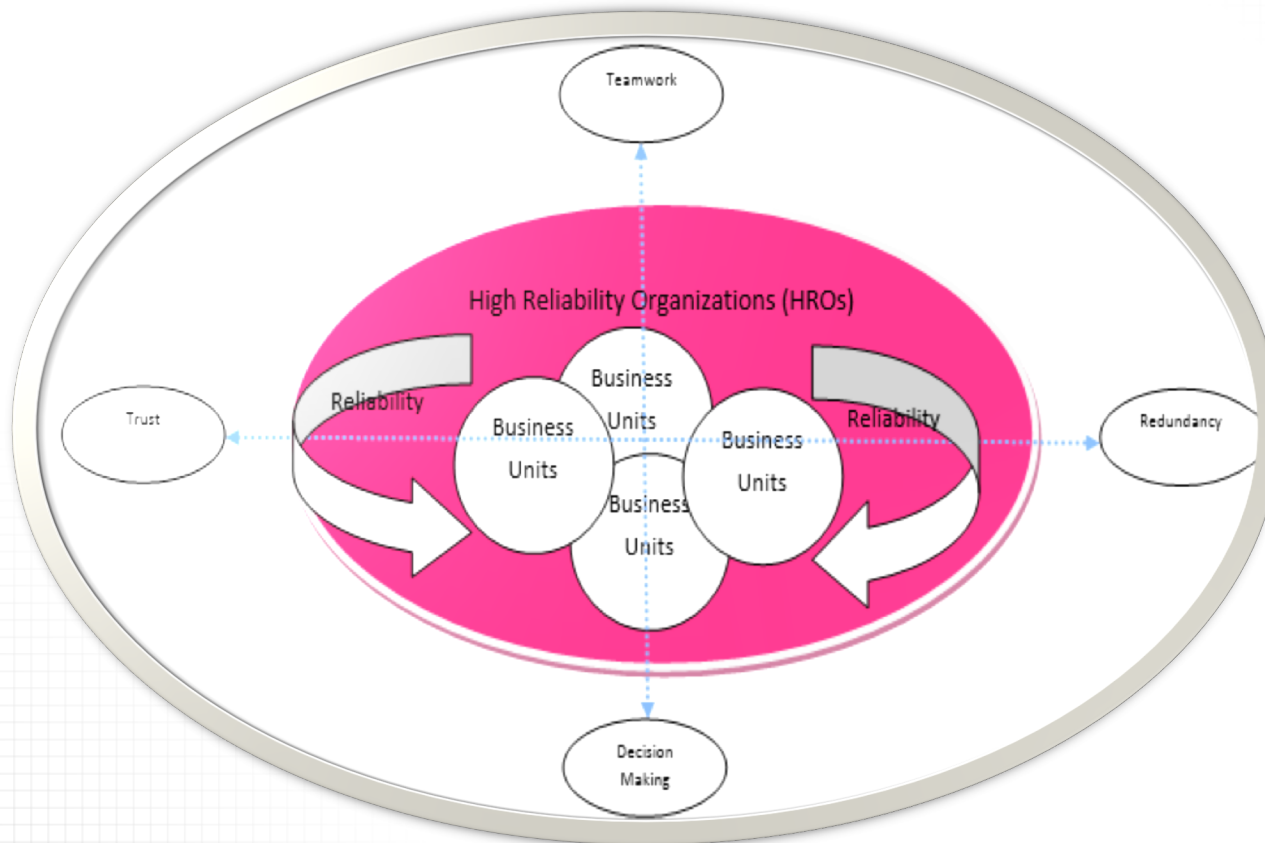 Teamwork
High Reliability Organizations (HROs)
Business
Units
Reliability
Reliability
Business
Units
Business
Units
Trust
Redundancy
Business
Units
Decision
Making